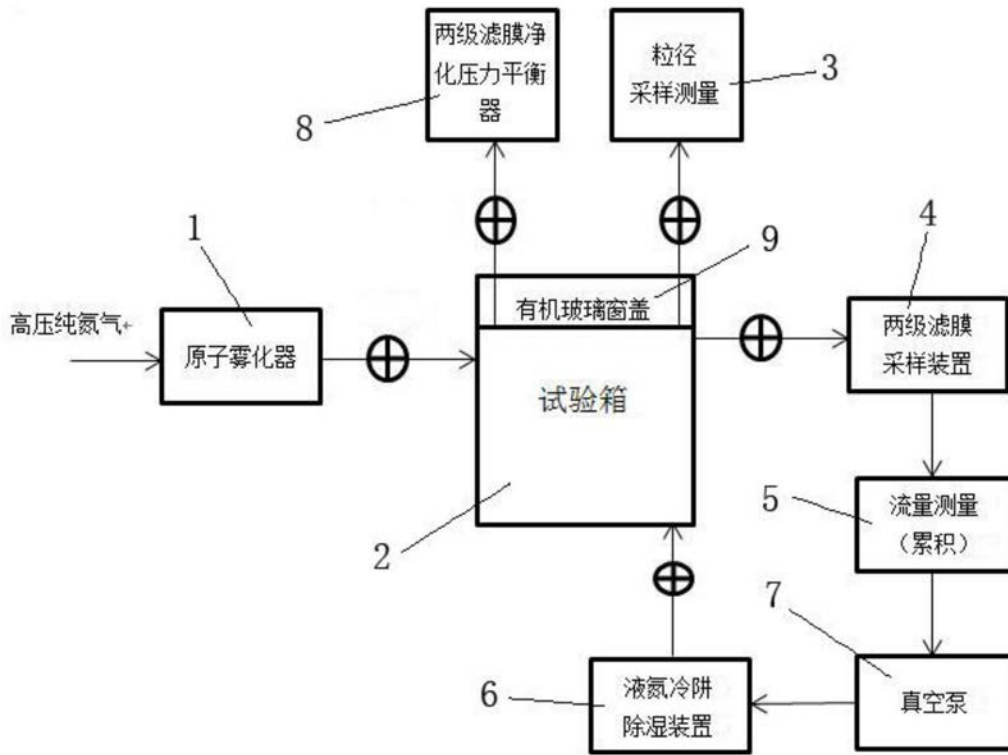 两级滤膜净
化压力平衡
器
8
粒径
采样测量
3
1
高压纯氮气
原子雾化器
9
有机玻璃窗盖
试验箱
2
4
两级滤膜
采样装置
5
流量测量
（累积）
7
真空泵
6
液氮冷阱
除湿装置